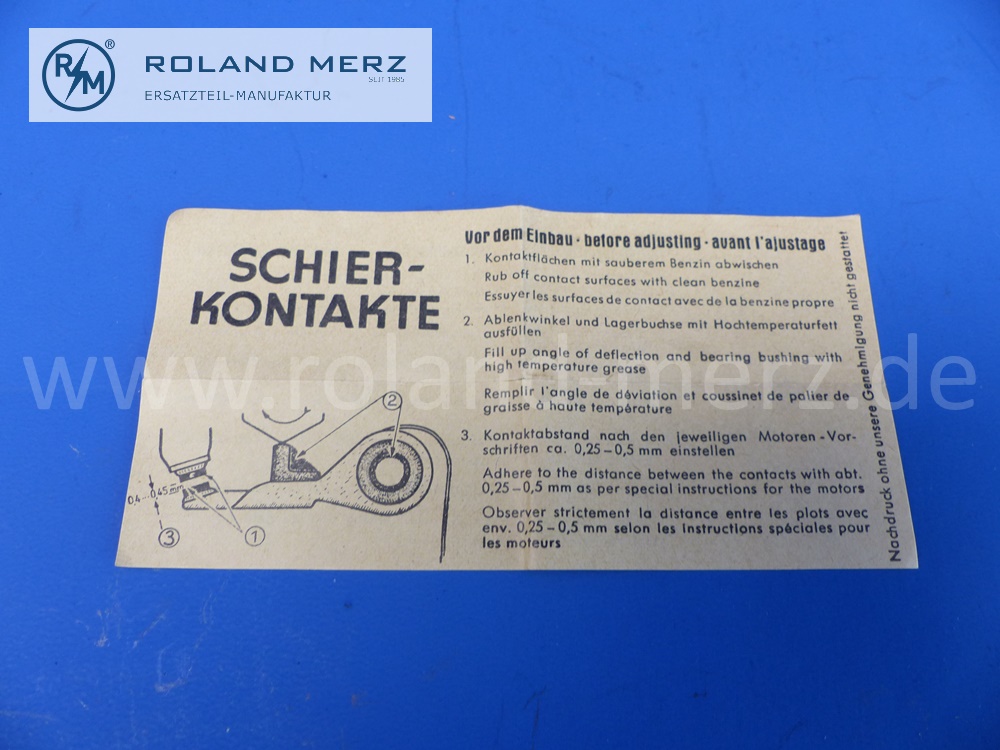 R M ®
ROLAND MERZ
SEIT 1985
ERSATZTEIL-MANUFAKTUR
SCHIER-
KONTAKTE
0,4...0,45 mm
3
1
2
Vor dem Einbau · before adjusting · avant l'ajustage
1. Kontaktflächen mit sauberem Benzin abwischen
Rub off contact surfaces with clean benzine
Essuyer les surfaces de contact avec de la benzine propre
2. Ablenkwinkel und Lagerbuchse mit Hochtemperaturfett
ausfüllen
Fill up angle of deflection and bearing bushing with
high temperature grease
Remplir l'angle de déviation et coussinet de palier de
graisse à haute température
3. Kontaktabstand nach den jeweiligen Motoren-Vor-
schriften ca. 0,25–0,5 mm einstellen
Adhere to the distance between the contacts with abt.
0,25–0,5 mm as per special instructions for the motors
Observer strictement la distance entre les plots avec
env. 0,25–0,5 mm selon les instructions spéciales pour
les moteurs
Nachdruck ohne unsere Genehmigung nicht gestattet
www.roland-merz.de